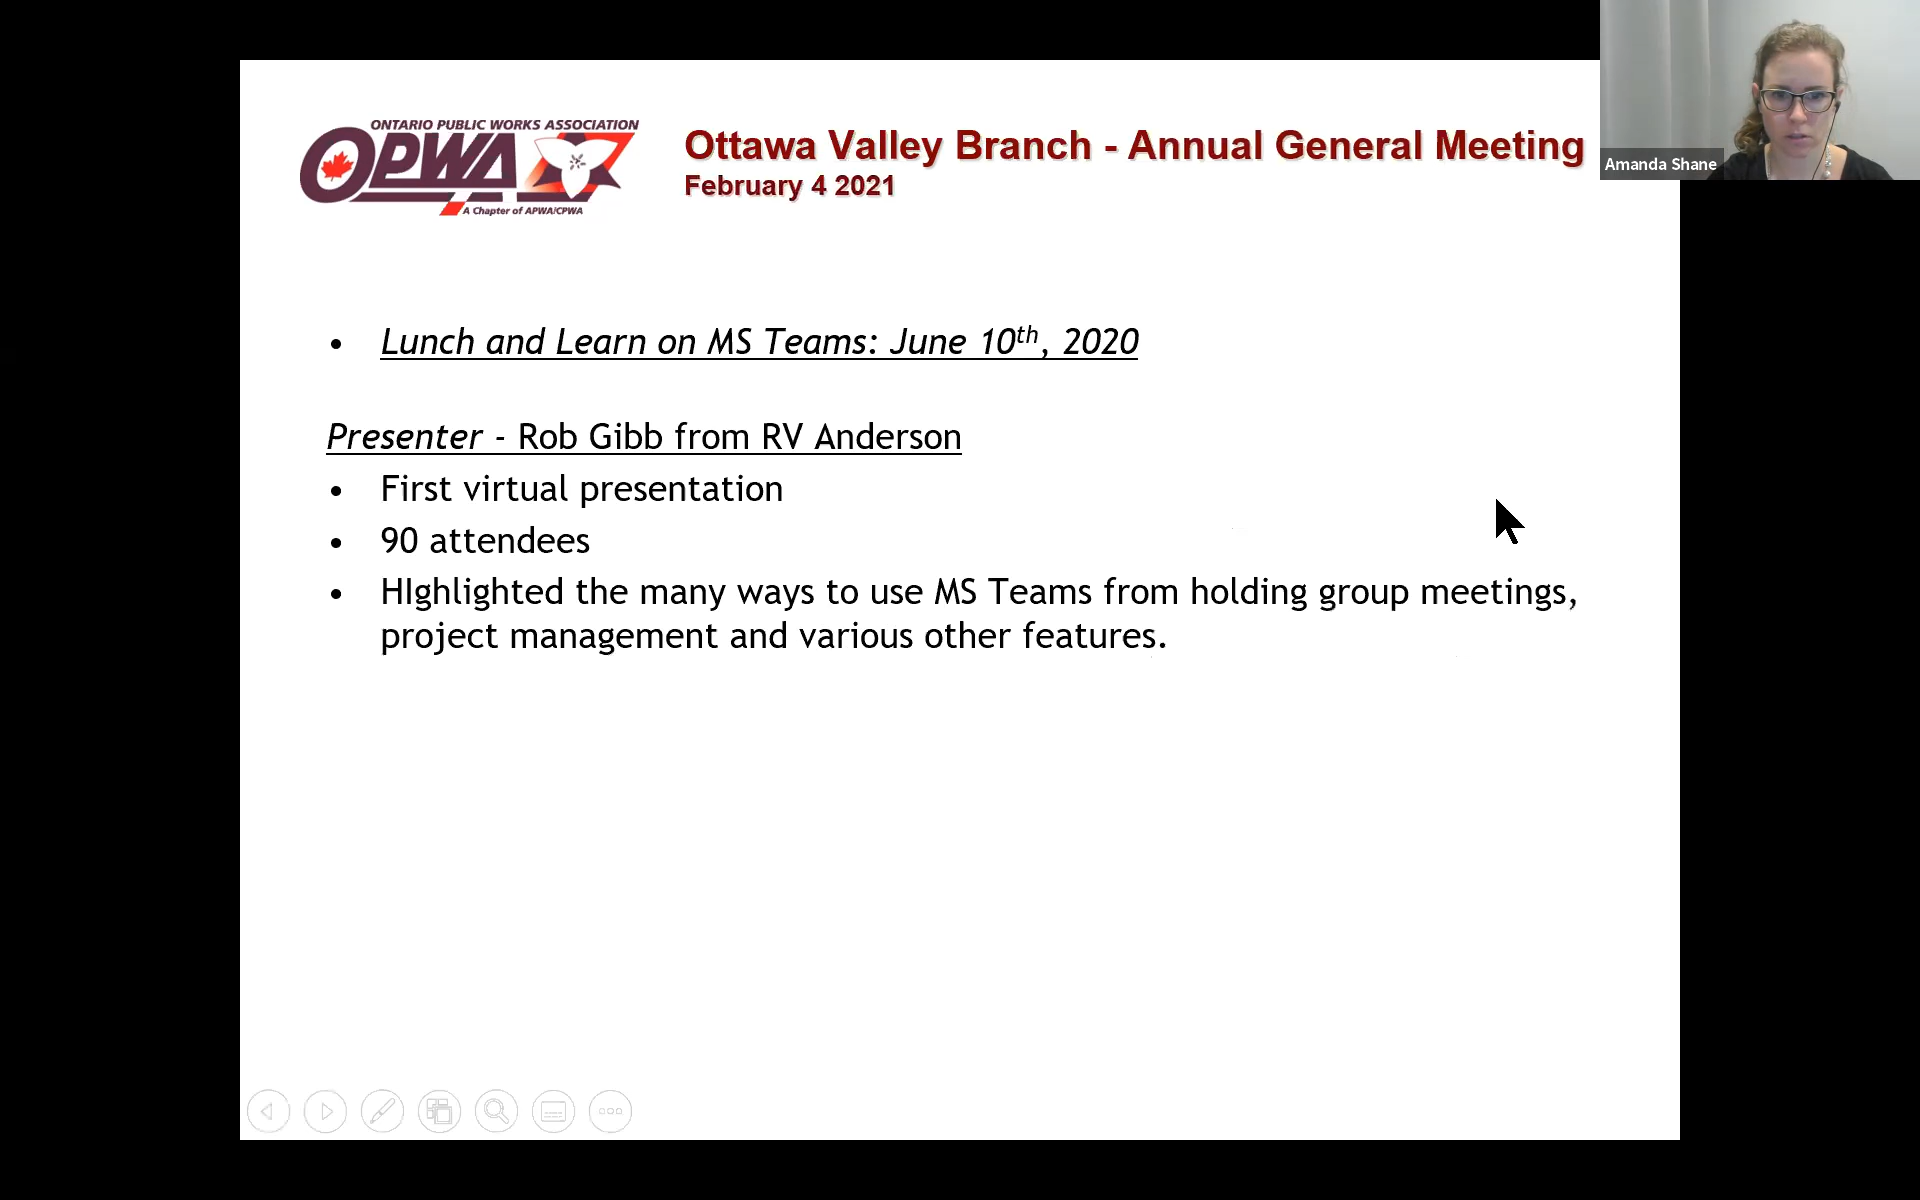 ONTARIO PUBLIC WORKS ASSOCIATION
OPWA
A Chapter of APWA/CPWA
Ottawa Valley Branch - Annual General Meeting
February 4 2021
Amanda Shane
• Lunch and Learn on MS Teams: June 10th, 2020
Presenter - Rob Gibb from RV Anderson
• First virtual presentation
• 90 attendees
• HIghlighted the many ways to use MS Teams from holding group meetings,
project management and various other features.